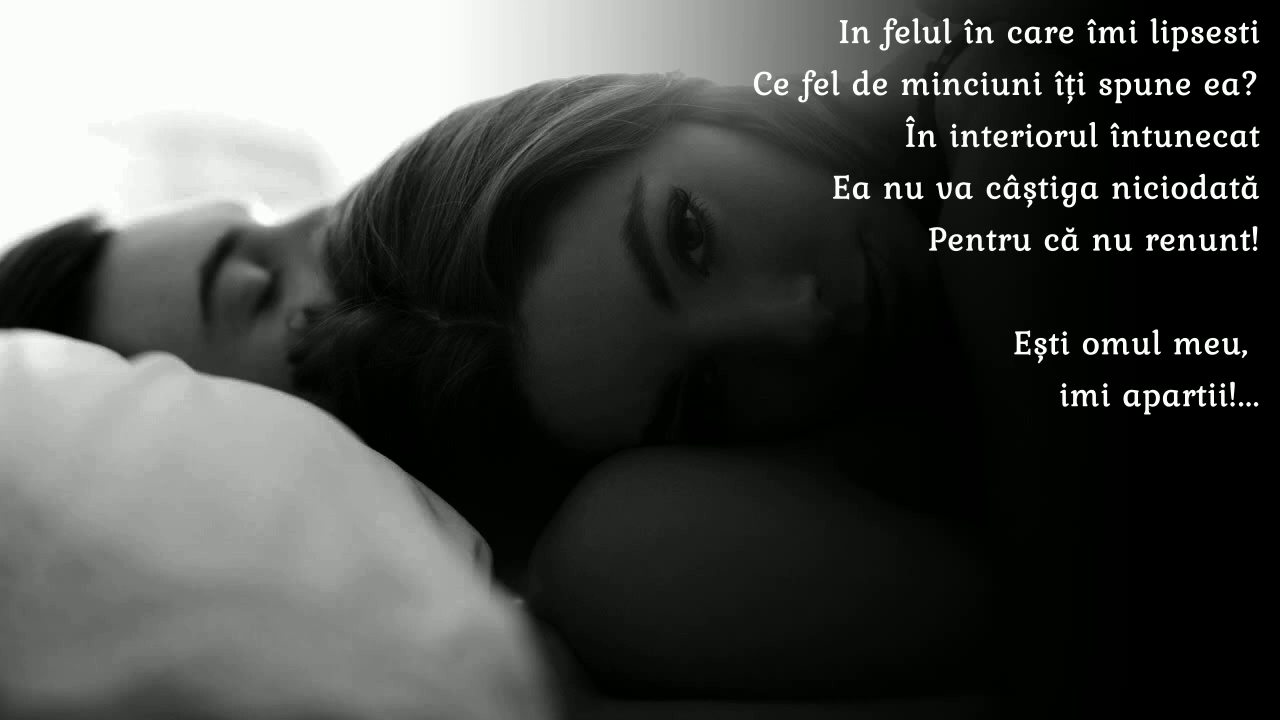 In felul în care îmi lipsesti
Ce fel de minciuni îți spune ea?
În interiorul întunecat
Ea nu va câștiga niciodată
Pentru că nu renunt!
Ești omul meu,
imi apartii!...